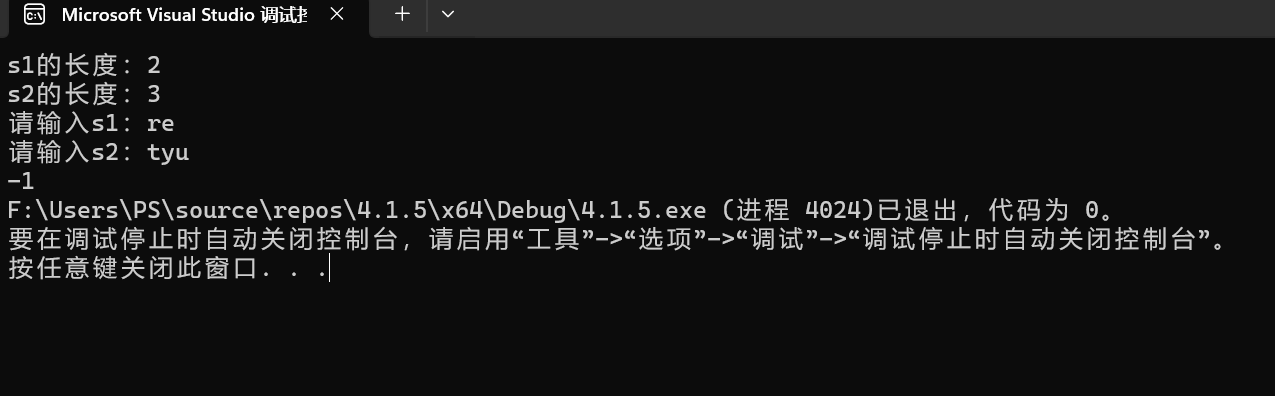 Microsoft Visual Studio 调试
s1的长度：2
s2的长度：3
请输入s1：re
请输入s2：tyu
-1
F:\Users\PS\source\repos\4.1.5\x64\Debug\4.1.5.exe (进程 4024)已退出，代码为 0。
要在调试停止时自动关闭控制台，请启用“工具”->“选项”->“调试”->“调试停止时自动关闭控制台”。
按任意键关闭此窗口. . .